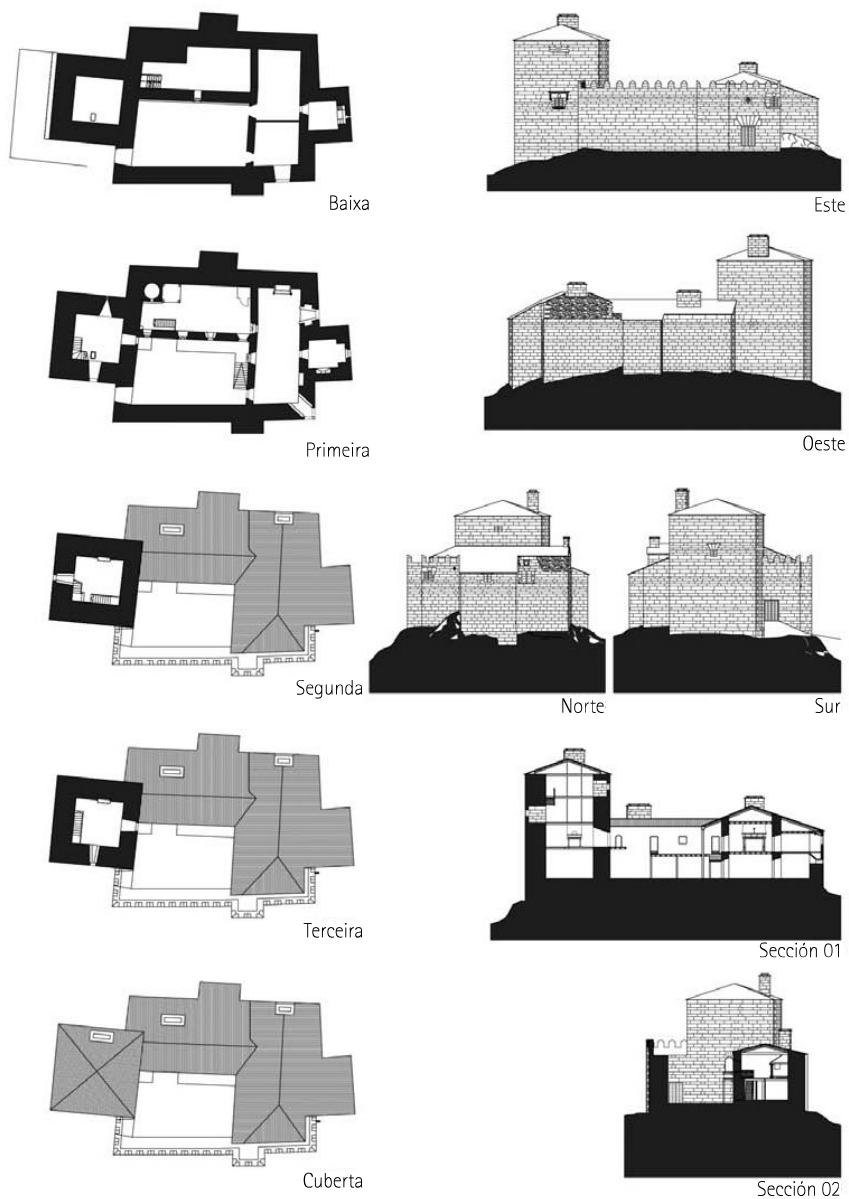 Baixa
Este
Primeira
Oeste
Segunda
Norte
Sur
Terceira
Sección 01
Cuberta
Sección 02